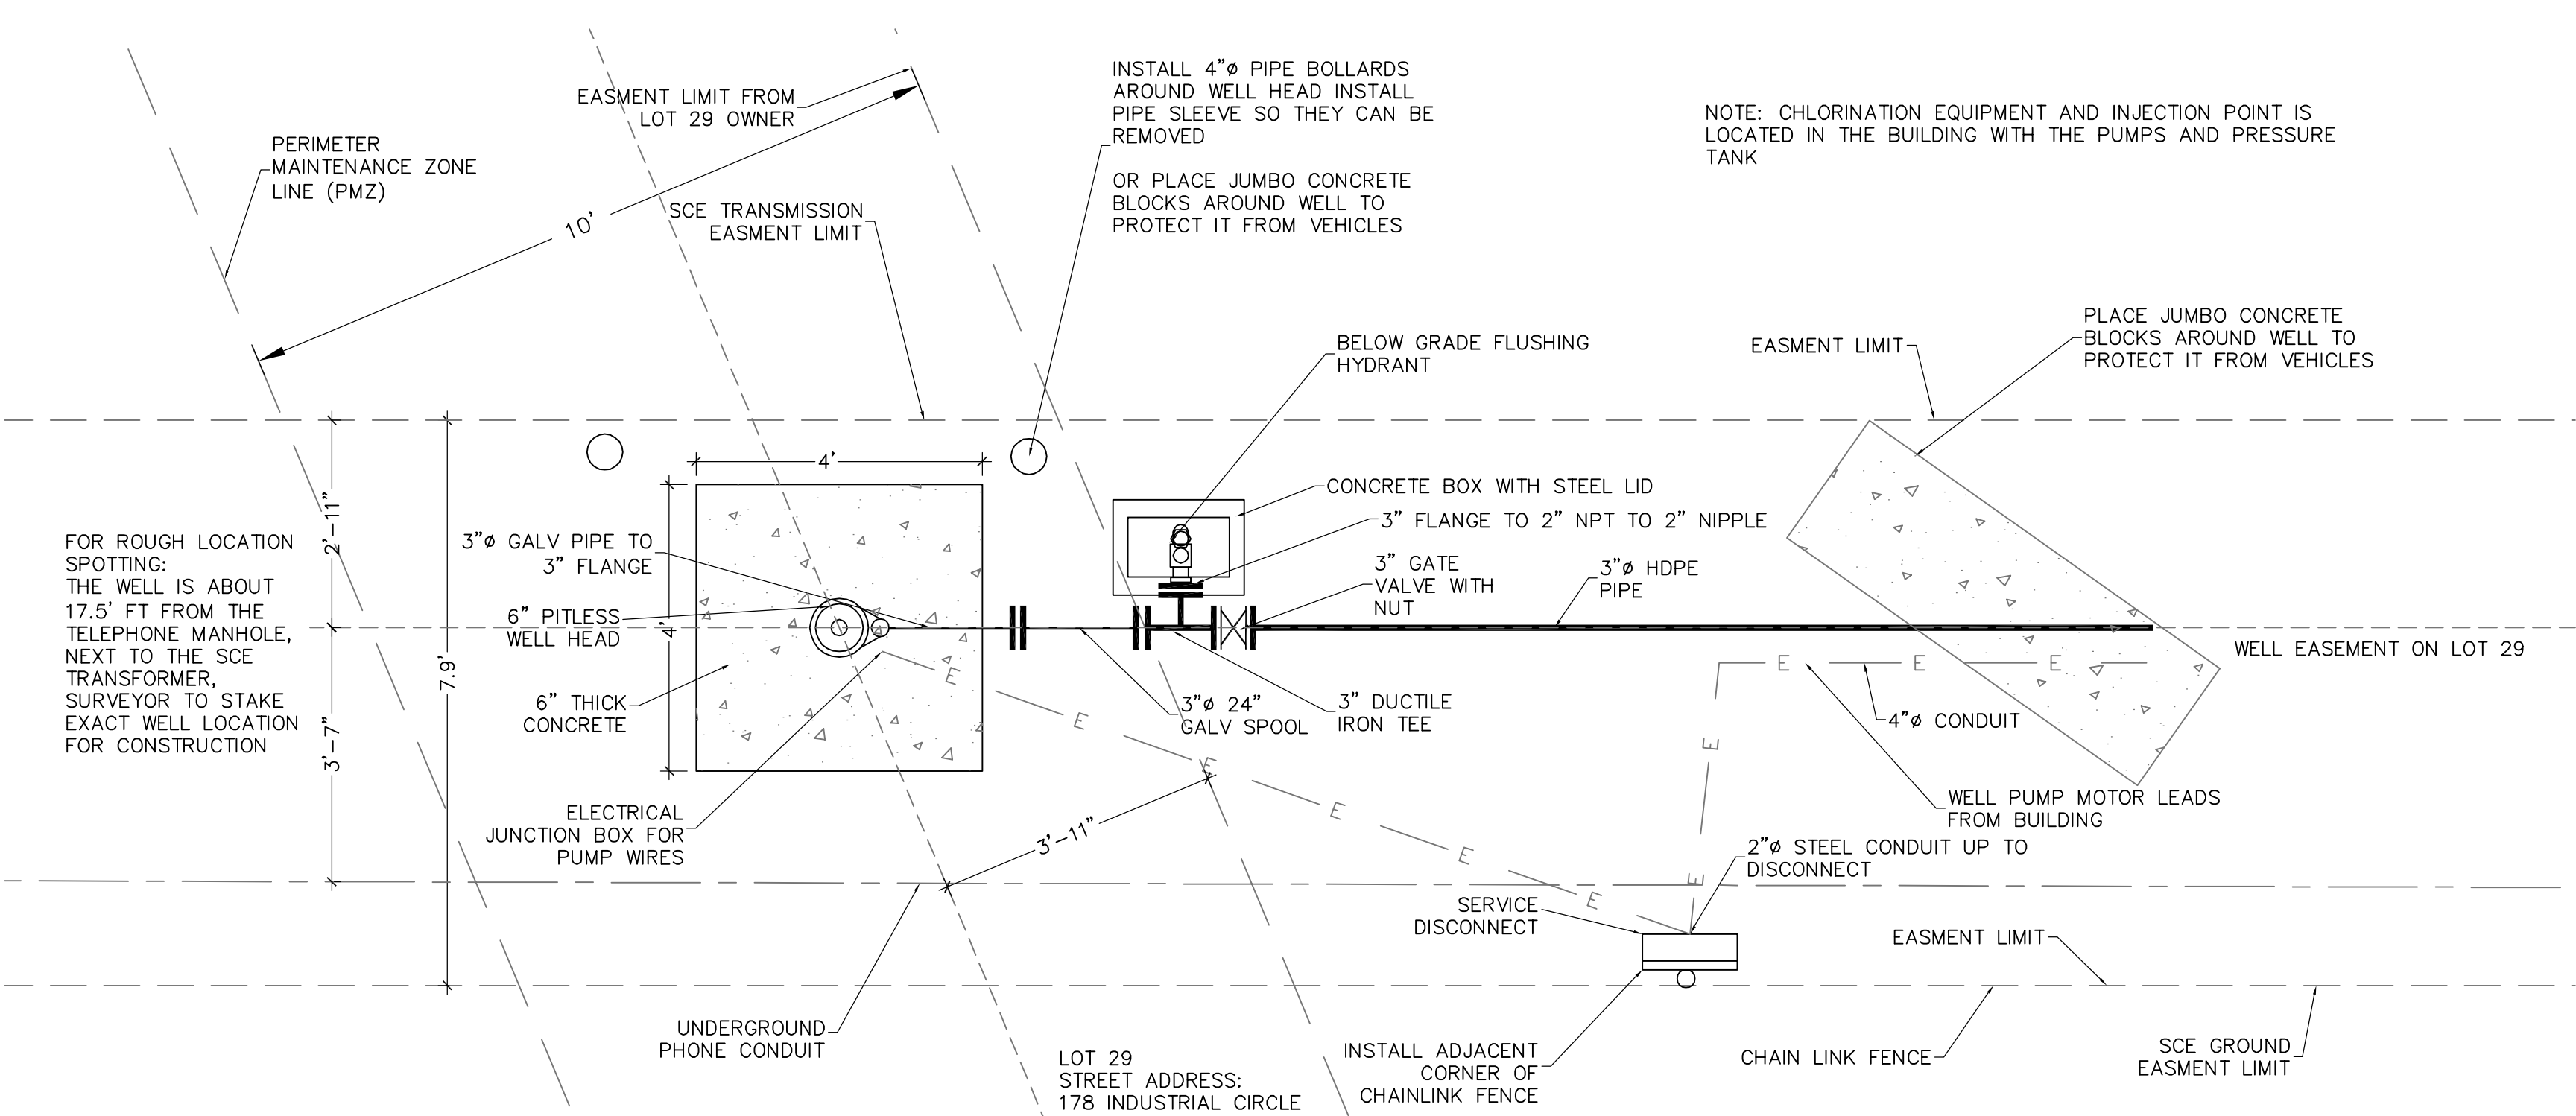 EASMENT LIMIT FROM
LOT 29 OWNER
PERIMETER
MAINTENANCE ZONE
LINE (PMZ)
10'
SCE TRANSMISSION
EASMENT LIMIT
INSTALL 4"ø PIPE BOLLARDS
AROUND WELL HEAD INSTALL
PIPE SLEEVE SO THEY CAN BE
REMOVED
OR PLACE JUMBO CONCRETE
BLOCKS AROUND WELL TO
PROTECT IT FROM VEHICLES
NOTE: CHLORINATION EQUIPMENT AND INJECTION POINT IS
LOCATED IN THE BUILDING WITH THE PUMPS AND PRESSURE
TANK
BELOW GRADE FLUSHING
HYDRANT
EASMENT LIMIT
PLACE JUMBO CONCRETE
BLOCKS AROUND WELL TO
PROTECT IT FROM VEHICLES
4'
CONCRETE BOX WITH STEEL LID
3" FLANGE TO 2" NPT TO 2" NIPPLE
2'-11"
FOR ROUGH LOCATION
SPOTTING:
THE WELL IS ABOUT
17.5' FT FROM THE
TELEPHONE MANHOLE,
NEXT TO THE SCE
TRANSFORMER,
SURVEYOR TO STAKE
EXACT WELL LOCATION
FOR CONSTRUCTION
3"ø GALV PIPE TO
3" FLANGE
3" GATE
VALVE WITH
NUT
3"ø HDPE
PIPE
6" PITLESS
WELL HEAD
4'
WELL EASEMENT ON LOT 29
7.9'
3'-7"
6" THICK
CONCRETE
3"ø 24"
GALV SPOOL
3" DUCTILE
IRON TEE
E
E
E
4"ø CONDUIT
E
E
E
E
E
E
E
E
E
ELECTRICAL
JUNCTION BOX FOR
PUMP WIRES
3'-11"
WELL PUMP MOTOR LEADS
FROM BUILDING
2"ø STEEL CONDUIT UP TO
DISCONNECT
SERVICE
DISCONNECT
EASMENT LIMIT
UNDERGROUND
PHONE CONDUIT
LOT 29
STREET ADDRESS:
178 INDUSTRIAL CIRCLE
INSTALL ADJACENT
CORNER OF
CHAINLINK FENCE
CHAIN LINK FENCE
SCE GROUND
EASMENT LIMIT